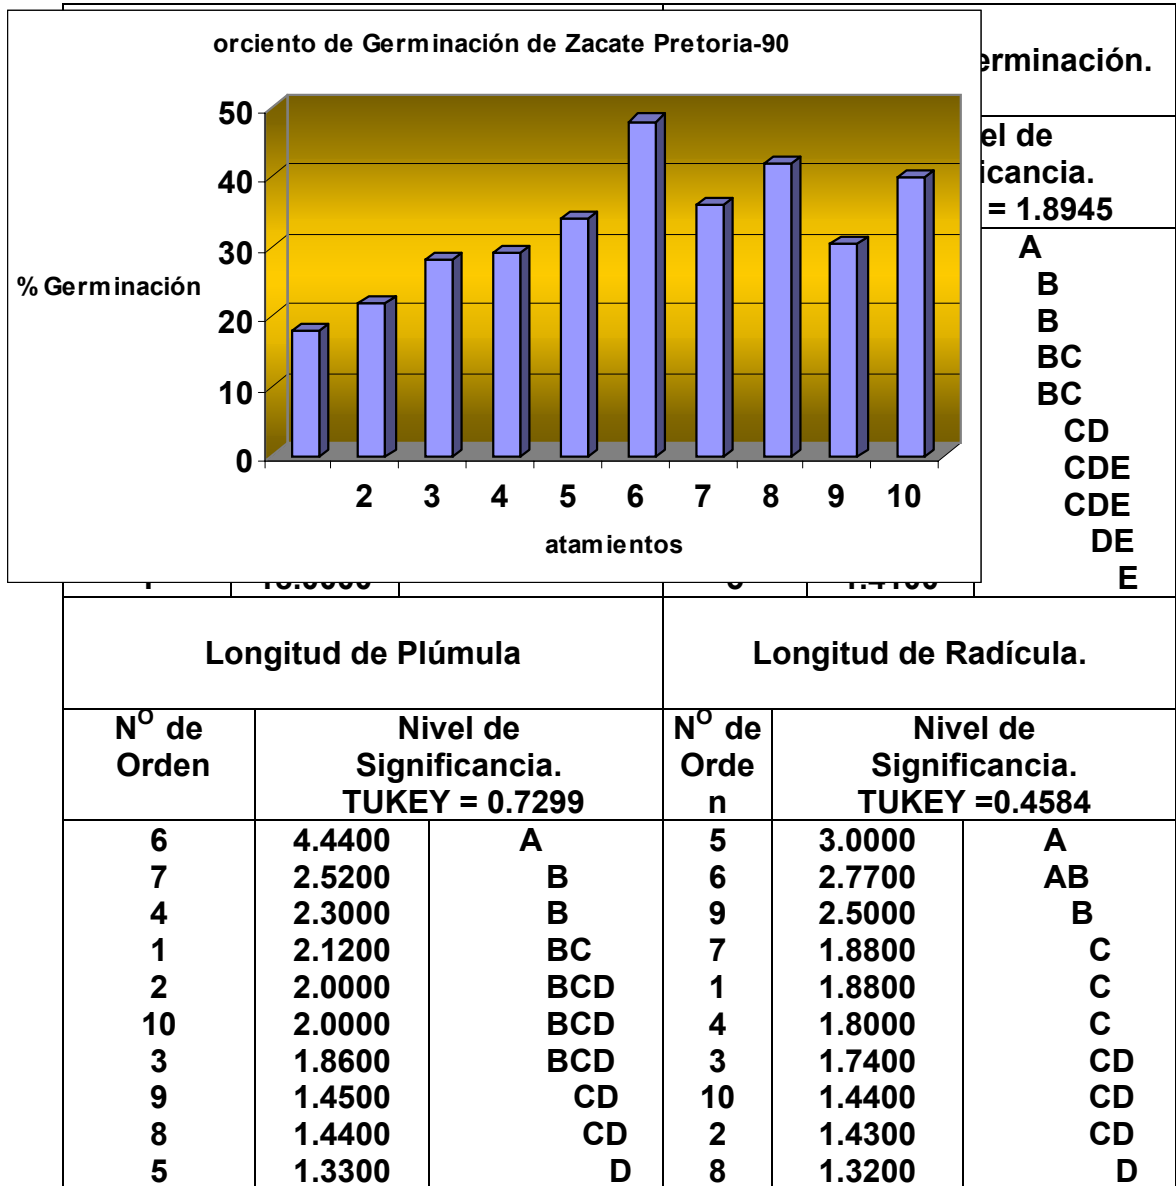 orciento de Germinación de Zacate Pretoria-90
50
40
30
20
10
0
% Germinación
2 3 4 5 6 7 8 9 10
atamientos
erminación.
el de
icancia.
= 1.8945
A
B
B
BC
BC
CD
CDE
CDE
DE
E
Longitud de Plúmula
Longitud de Radícula.
Nº de Orden
Nivel de
Significancia.
TUKEY = 0.7299
Nº de
Orde
n
Nivel de
Significancia.
TUKEY =0.4584
6 4.4400 A 5 3.0000 A
7 2.5200 B 6 2.7700 AB
4 2.3000 B 9 2.5000 B
1 2.1200 BC 7 1.8800 C
2 2.0000 BCD 1 1.8800 C
10 2.0000 BCD 4 1.8000 C
3 1.8600 BCD 3 1.7400 CD
9 1.4500 CD 10 1.4400 CD
8 1.4400 CD 2 1.4300 CD
5 1.3300 D 8 1.3200 D